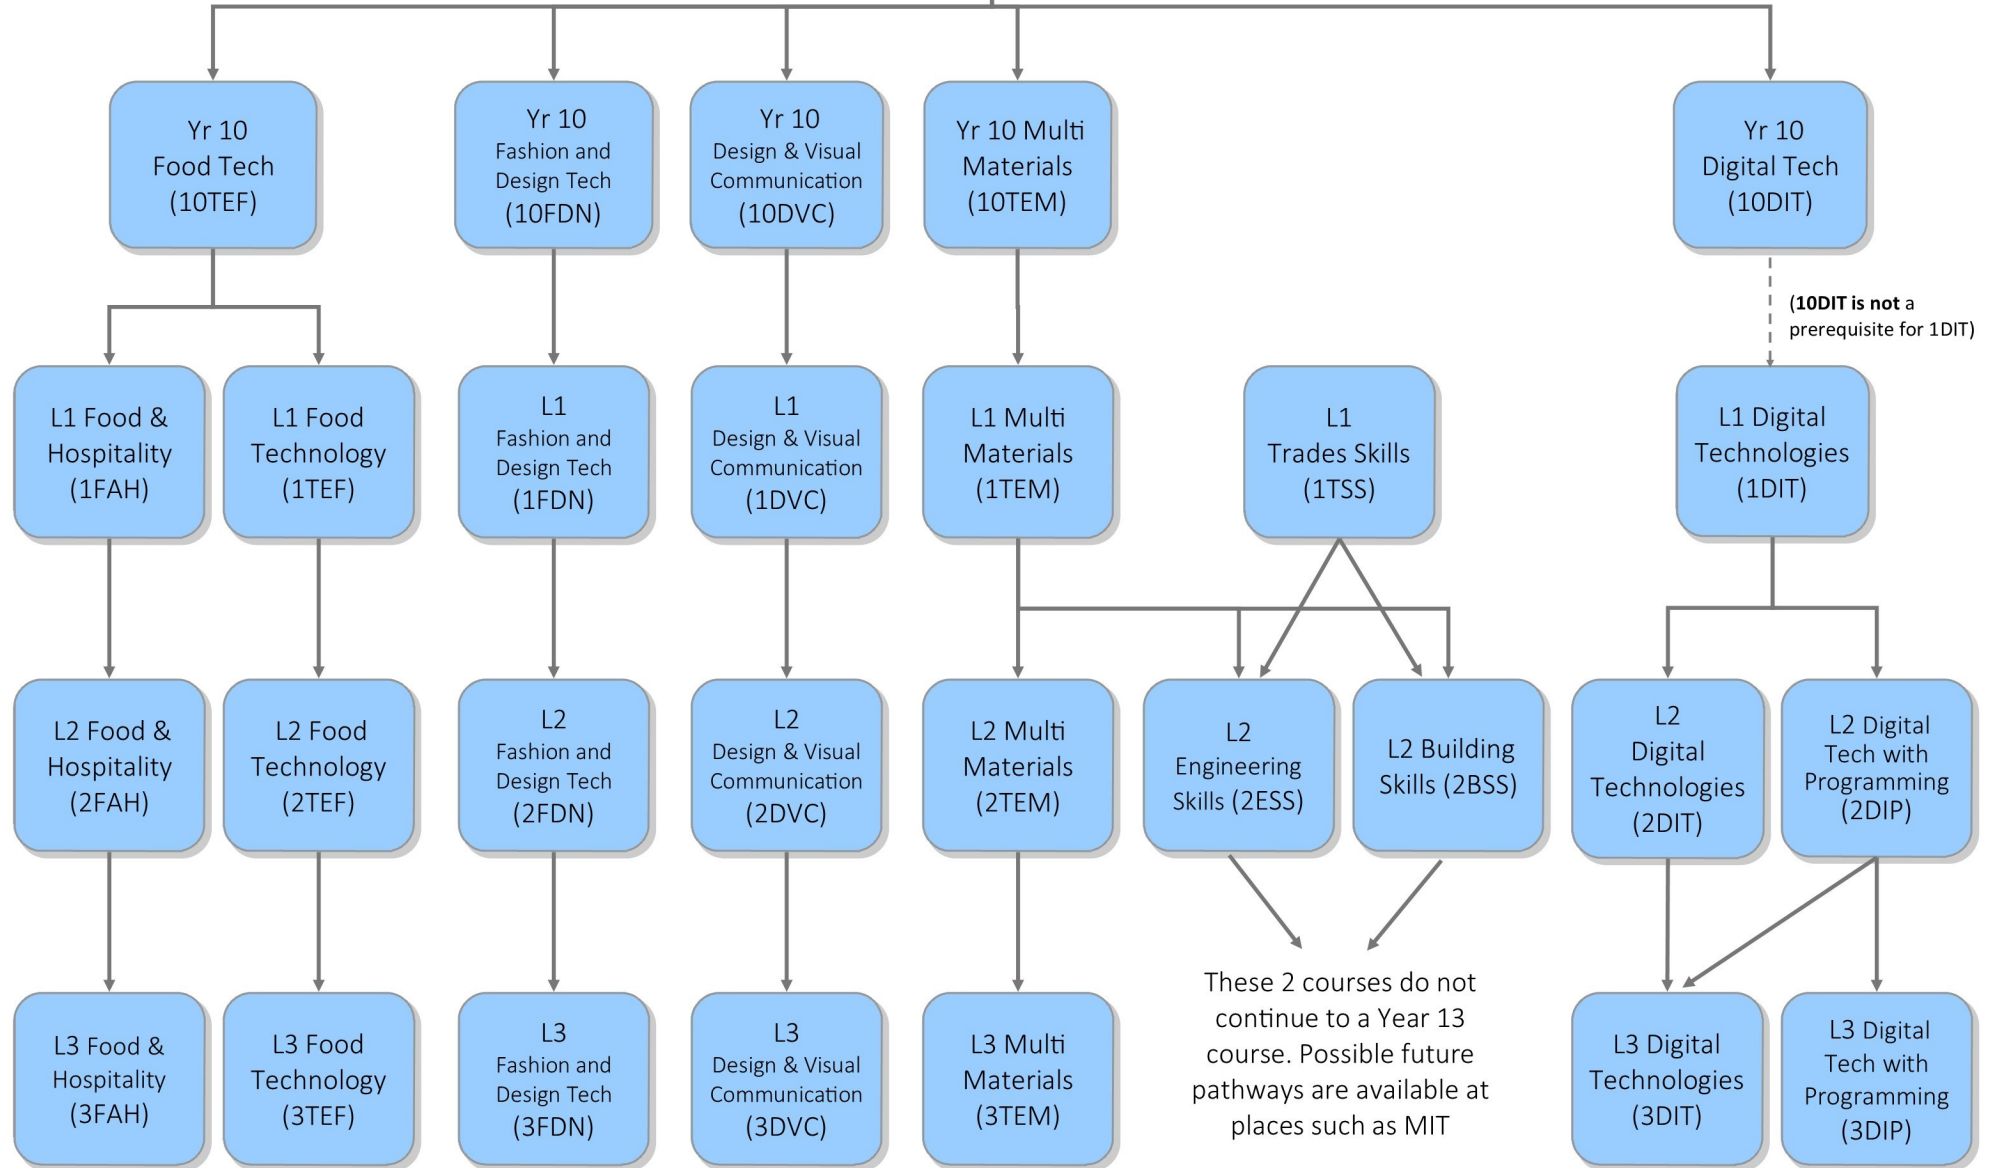 Yr 10
Food Tech
(10TEF)
Yr 10
Fashion and
Design Tech
(10FDN)
Yr 10
Design & Visual
Communication
(10DVC)
Yr 10 Multi
Materials
(10TEM)
Yr 10
Digital Tech
(10DIT)
(10DIT is not a
prerequisite for 1DIT)
L1 Food &
Hospitality
(1FAH)
L1 Food
Technology
(1TEF)
L1
Fashion and
Design Tech
(1FDN)
L1
Design & Visual
Communication
(1DVC)
L1 Multi
Materials
(1TEM)
L1
Trades Skills
(1TSS)
L1 Digital
Technologies
(1DIT)
L2 Food &
Hospitality
(2FAH)
L2 Food
Technology
(2TEF)
L2
Fashion and
Design Tech
(2FDN)
L2
Design & Visual
Communication
(2DVC)
L2 Multi
Materials
(2TEM)
L2
Engineering
Skills (2ESS)
L2 Building
Skills (2BSS)
L2
Digital
Technologies
(2DIT)
L2 Digital
Tech with
Programming
(2DIP)
L3 Food &
Hospitality
(3FAH)
L3 Food
Technology
(3TEF)
L3
Fashion and
Design Tech
(3FDN)
L3
Design & Visual
Communication
(3DVC)
L3 Multi
Materials
(3TEM)
These 2 courses do not
continue to a Year 13
course. Possible future
pathways are available at
places such as MIT
L3 Digital
Technologies
(3DIT)
L3 Digital
Tech with
Programming
(3DIP)